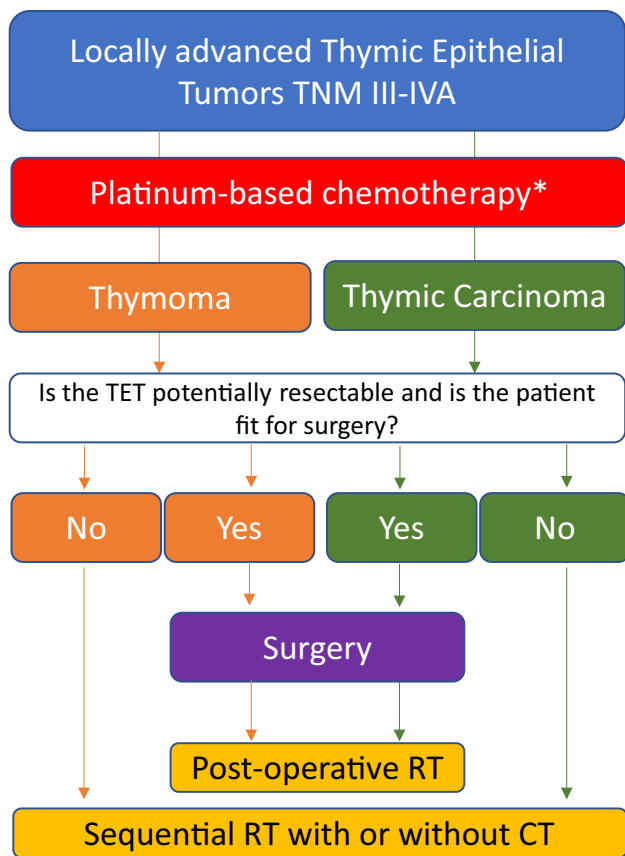 Locally advanced Thymic Epithelial
Tumors TNM III-IVA
Platinum-based chemotherapy*
Thymoma
Thymic Carcinoma
Is the TET potentially resectable and is the patient
fit for surgery?
No
Yes
Yes
No
Surgery
Post-operative RT
Sequential RT with or without CT